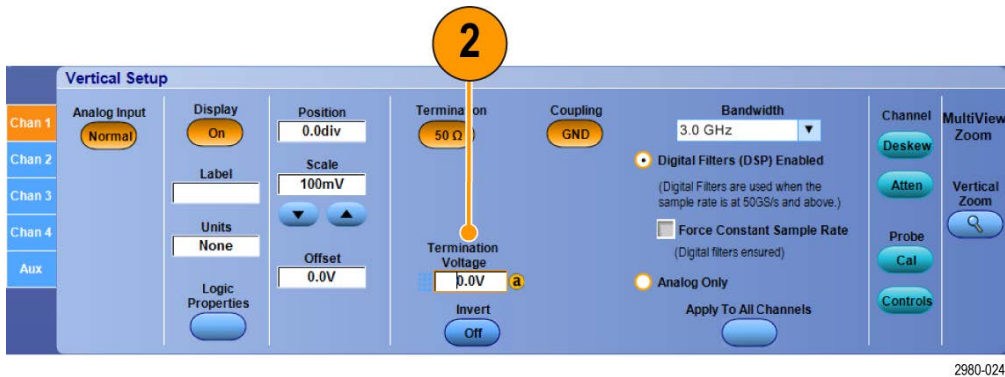 2
Vertical Setup
Chan 1
Chan 2
Chan 3
Chan 4
Aux
Analog Input
Normal
Display
On
Label
Units
None
Logic
Properties
Position
0.0div
Scale
100mV
Offset
0.0V
Termination
50 Ω
Termination
Voltage
0.0V
a
Invert
Off
Coupling
GND
Bandwidth
3.0 GHz
Digital Filters (DSP) Enabled
(Digital Filters are used when the
sample rate is at 50GS/s and above.)
Force Constant Sample Rate
(Digital filters ensured)
Analog Only
Apply To All Channels
Channel
Deskew
Atten
Probe
Cal
Controls
MultiView
Zoom
Vertical
Zoom
2980-024